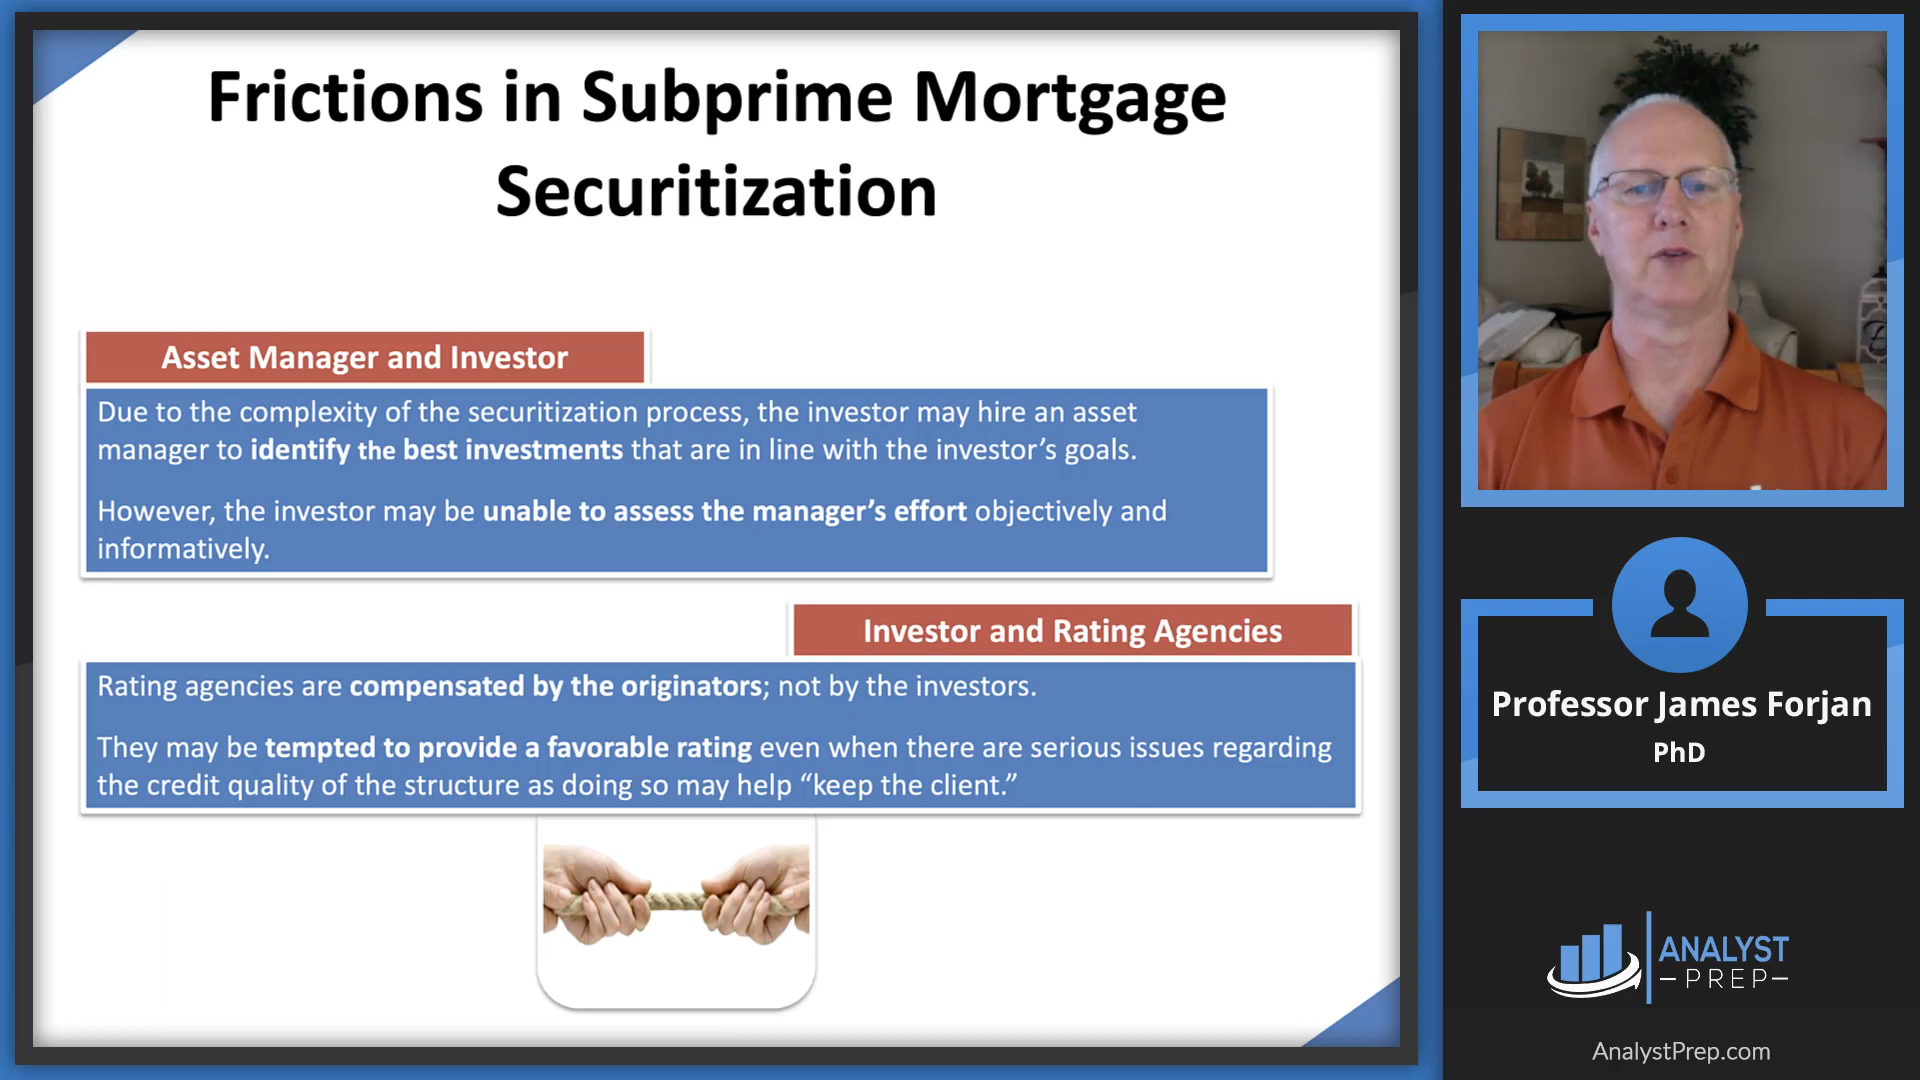 Frictions in Subprime Mortgage
Securitization
Asset Manager and Investor
Due to the complexity of the securitization process, the investor may hire an asset
manager to identify the best investments that are in line with the investor’s goals.
However, the investor may be unable to assess the manager’s effort objectively and
informatively.
Investor and Rating Agencies
Rating agencies are compensated by the originators; not by the investors.
They may be tempted to provide a favorable rating even when there are serious issues regarding
the credit quality of the structure as doing so may help “keep the client.”
Professor James Forjan
PhD
ANALYST
PREP
AnalystPrep.com